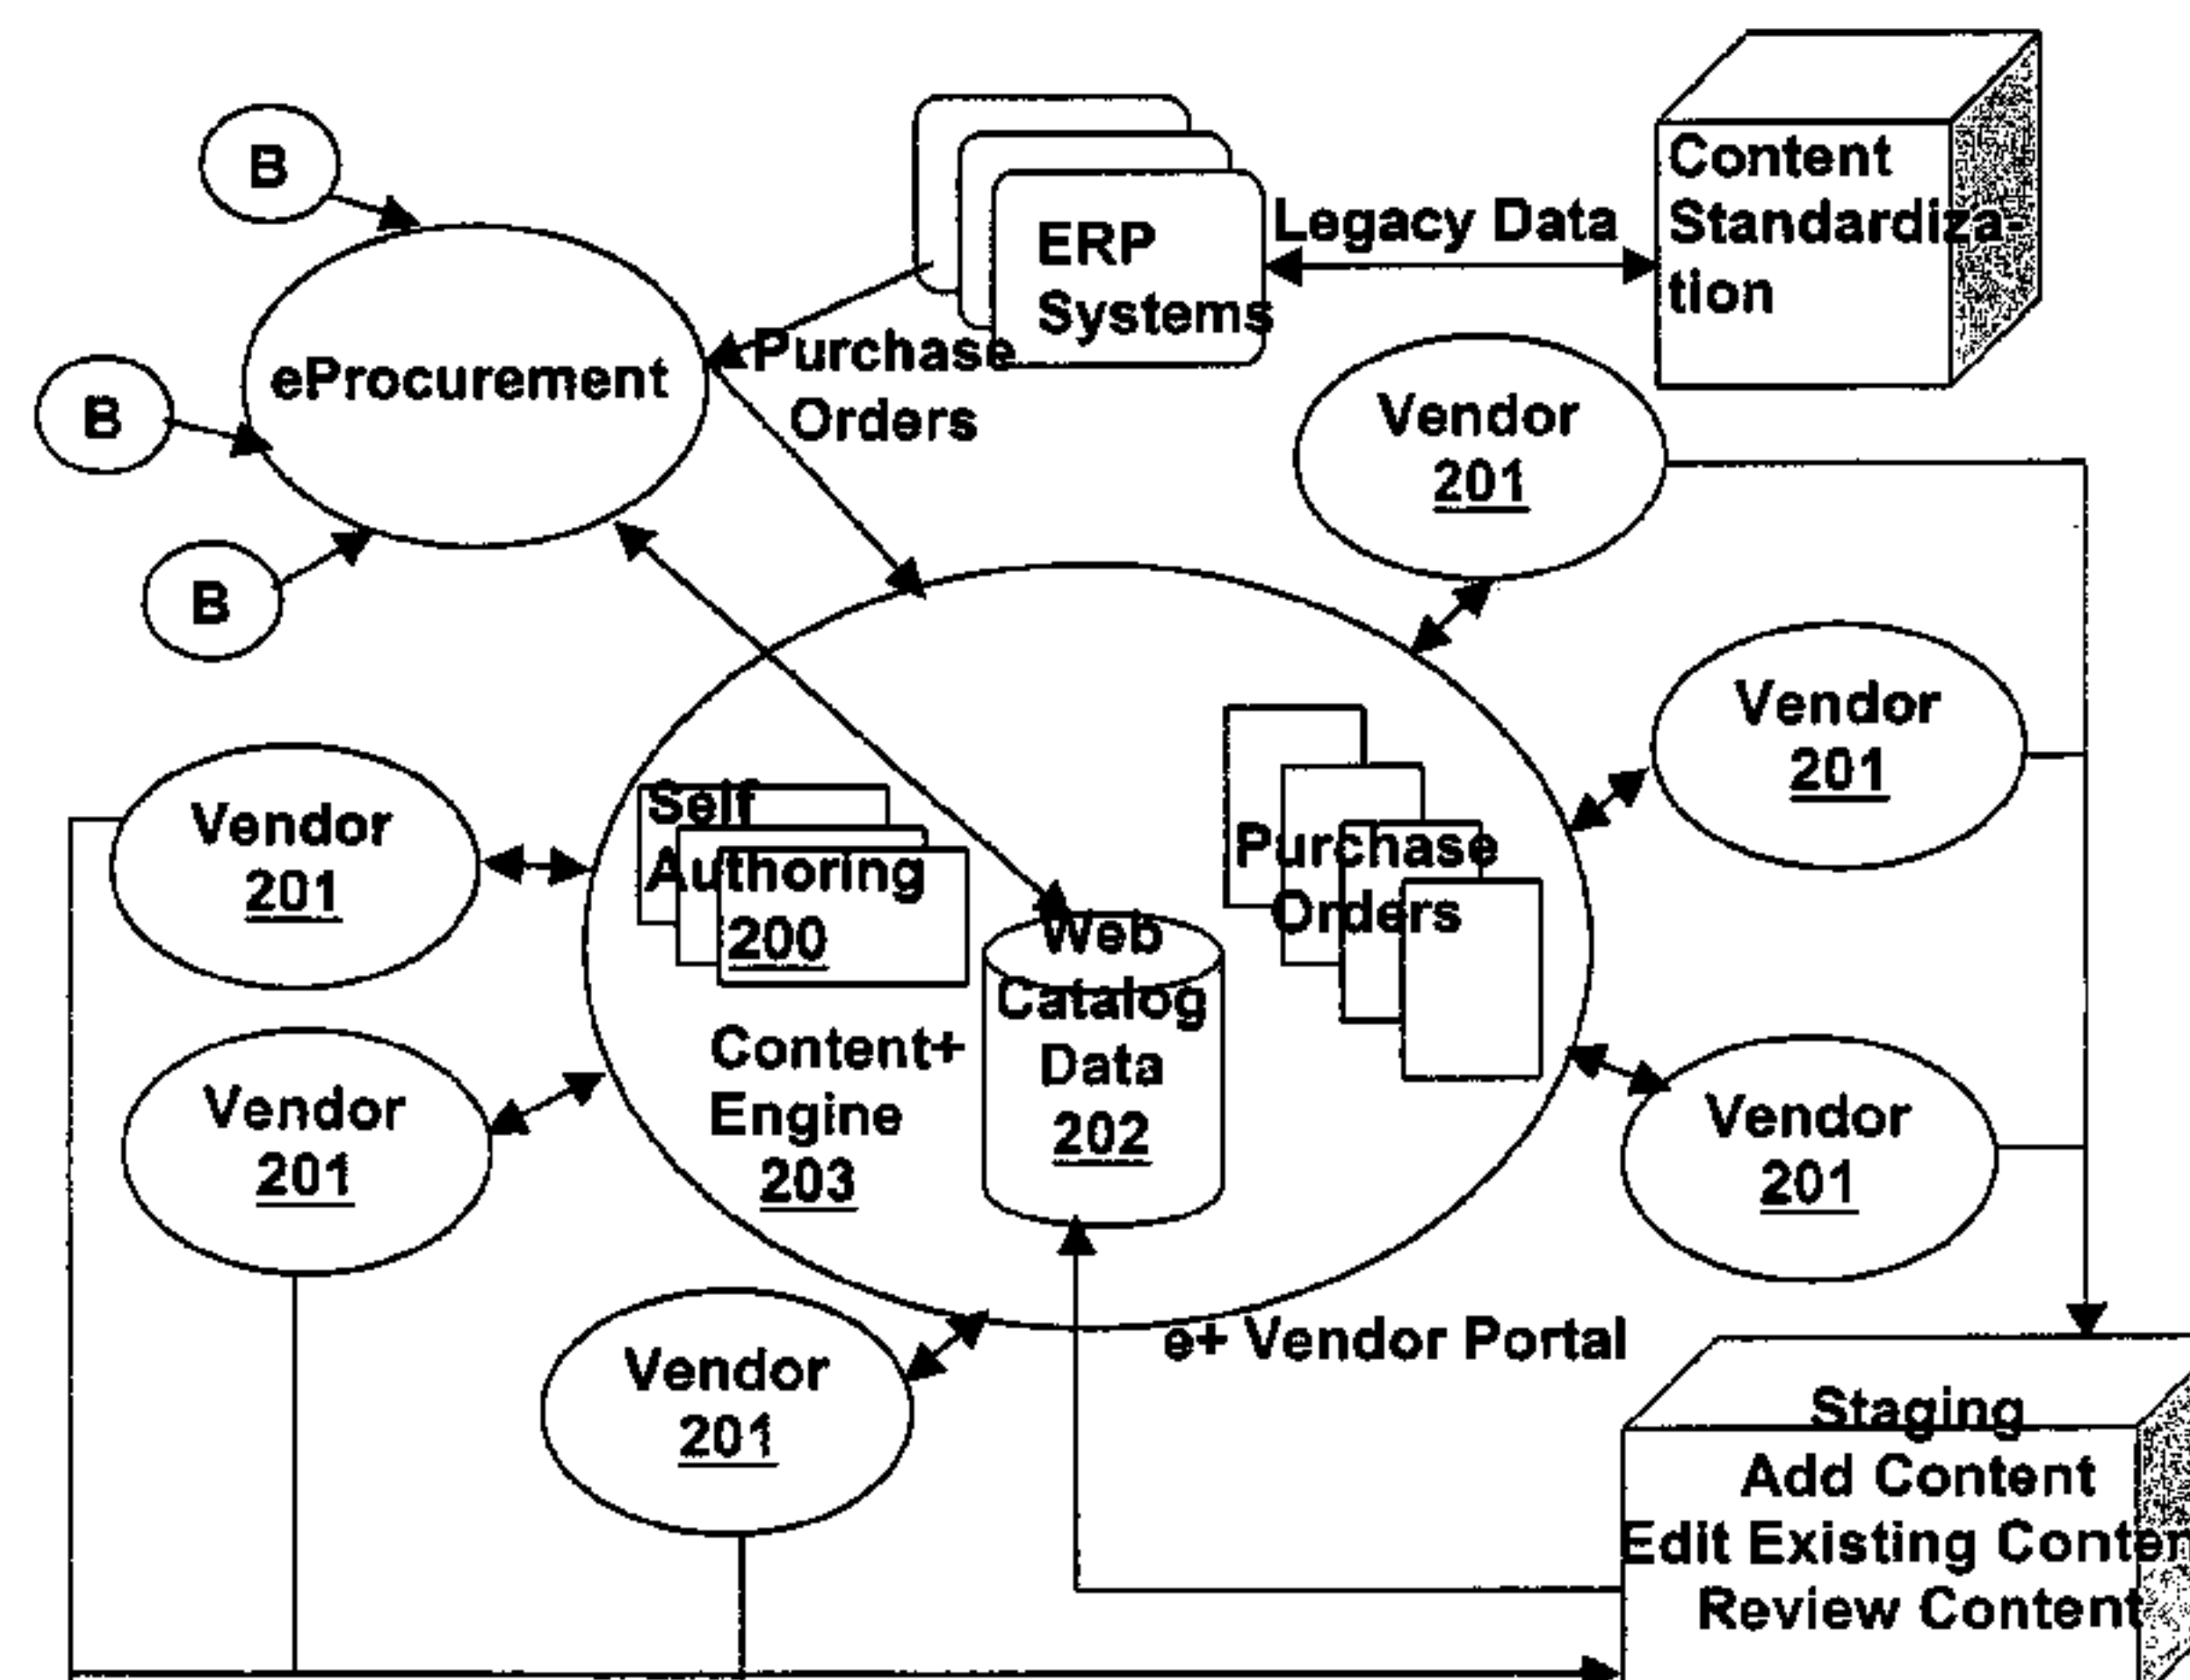 B
B
B
eProcurement
Purchase
Orders
ERP
Systems
Legacy Data
Content
Standardiza-
tion
Vendor
201
Vendor
201
Vendor
201
Vendor
201
Vendor
201
Vendor
201
Self
Authoring
200
Content+
Engine
203
Web
Catalog
Data
202
Purchase
Orders
e+ Vendor Portal
Staging
Add Content
Edit Existing Conten
Review Content